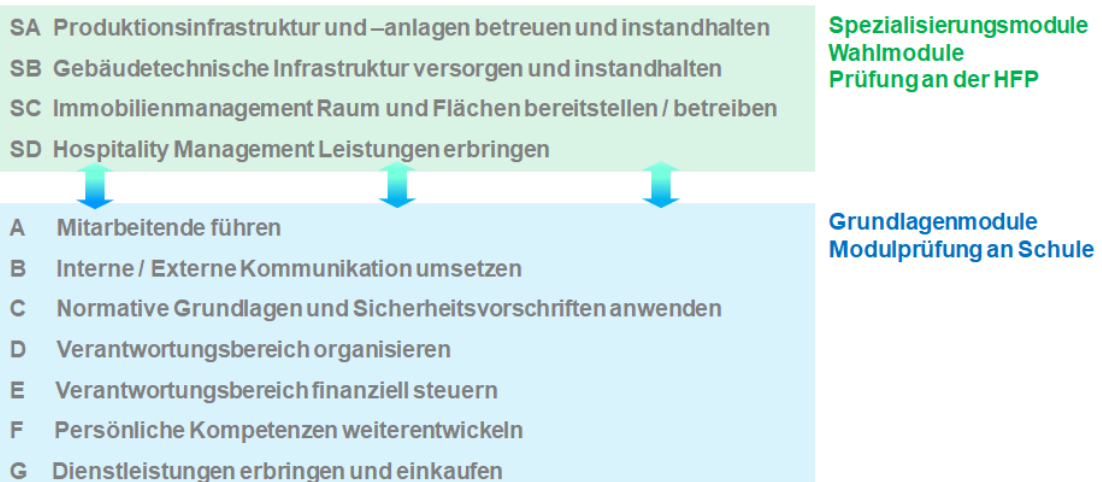 SA Produktionsinfrastruktur und –anlagen betreuen und instandhalten
SB Gebäudetechnische Infrastruktur versorgen und instandhalten
SC Immobilienmanagement Raum und Flächen bereitstellen / betreiben
SD Hospitality Management Leistungen erbringen
Spezialisierungsmodule
Wahlmodule
Prüfung an der HFP
A Mitarbeitende führen
B Interne / Externe Kommunikation umsetzen
C Normative Grundlagen und Sicherheitsvorschriften anwenden
D Verantwortungsbereich organisieren
E Verantwortungsbereich finanziell steuern
F Persönliche Kompetenzen weiterentwickeln
G Dienstleistungen erbringen und einkaufen
Grundlagenmodule
Modulprüfung an Schule